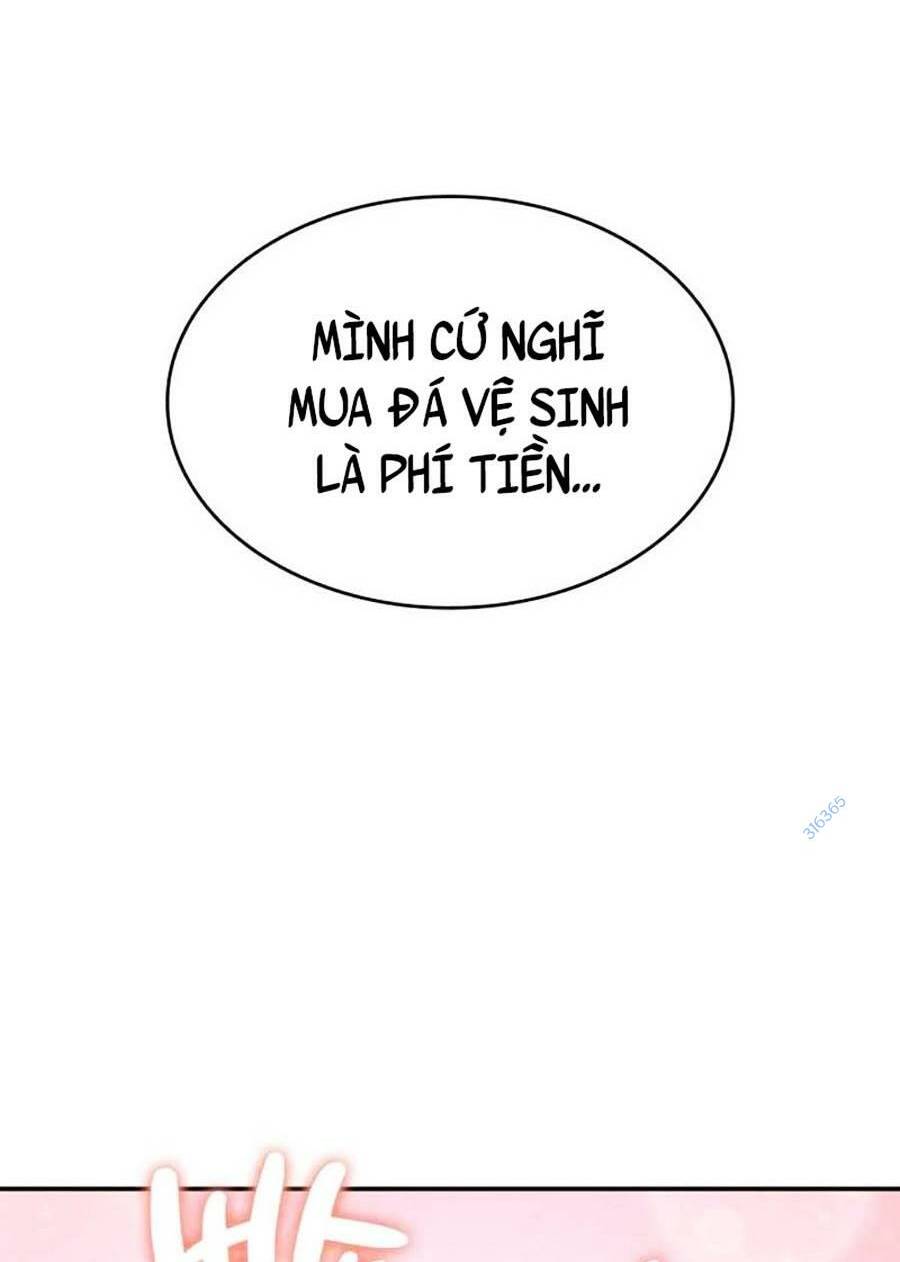 MÌNH CỨ NGHĨ
MUA ĐÁ VỆ SINH
LÀ PHÍ TIỀN...
316365